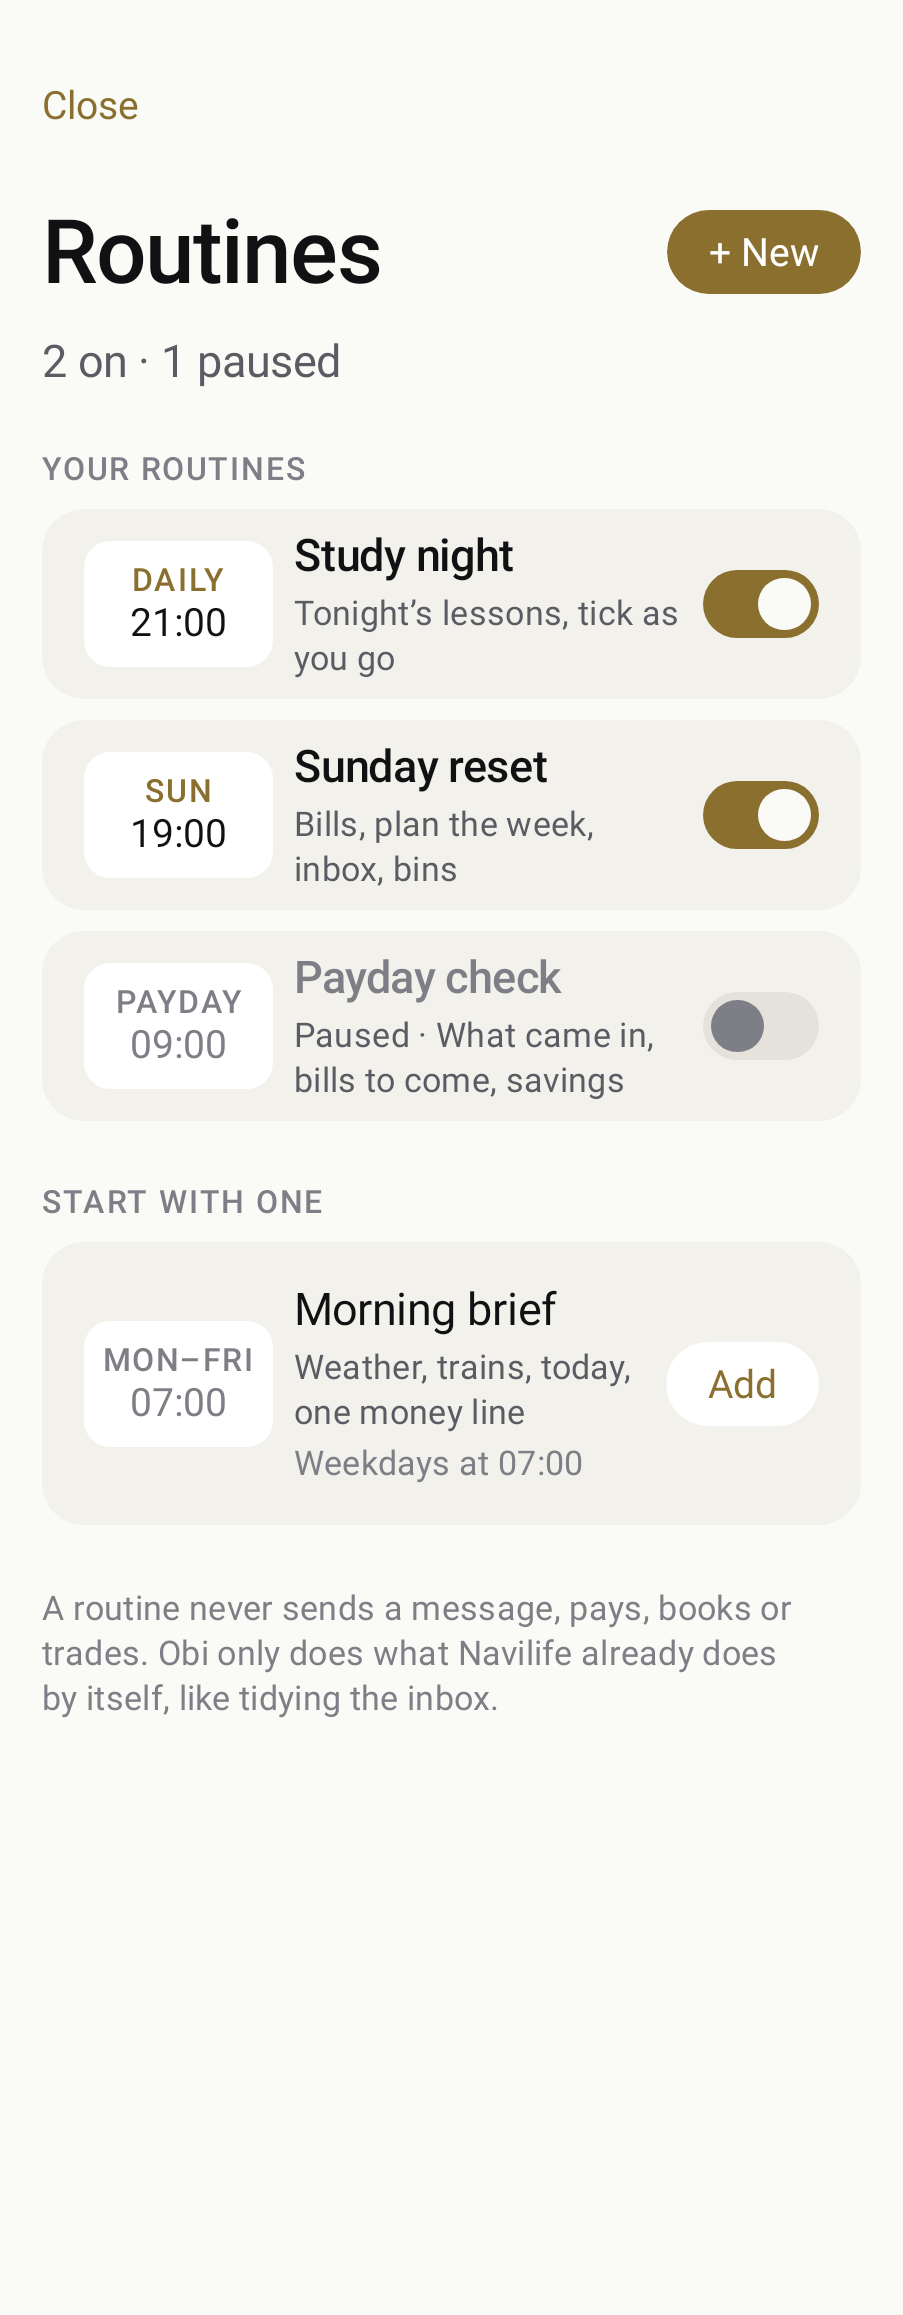 Close
Routines
+ New
2 on · 1 paused
YOUR ROUTINES
DAILY
21:00
Study night
Tonight’s lessons, tick as
you go
SUN
19:00
Sunday reset
Bills, plan the week,
inbox, bins
PAYDAY
09:00
Payday check
Paused · What came in,
bills to come, savings
START WITH ONE
MON–FRI
07:00
Morning brief
Weather, trains, today,
one money line
Weekdays at 07:00
Add
A routine never sends a message, pays, books or
trades. Obi only does what Navilife already does
by itself, like tidying the inbox.